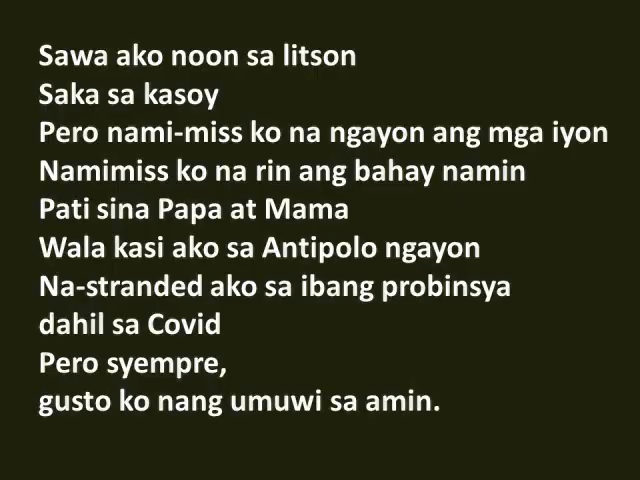 Sawa ako noon sa litson
Saka sa kasoy
Pero nami-miss ko na ngayon ang mga iyon
Namimiss ko na rin ang bahay namin
Pati sina Papa at Mama
Wala kasi ako sa Antipolo ngayon
Na-stranded ako sa ibang probinsya
dahil sa Covid
Pero syempre,
gusto ko nang umuwi sa amin.